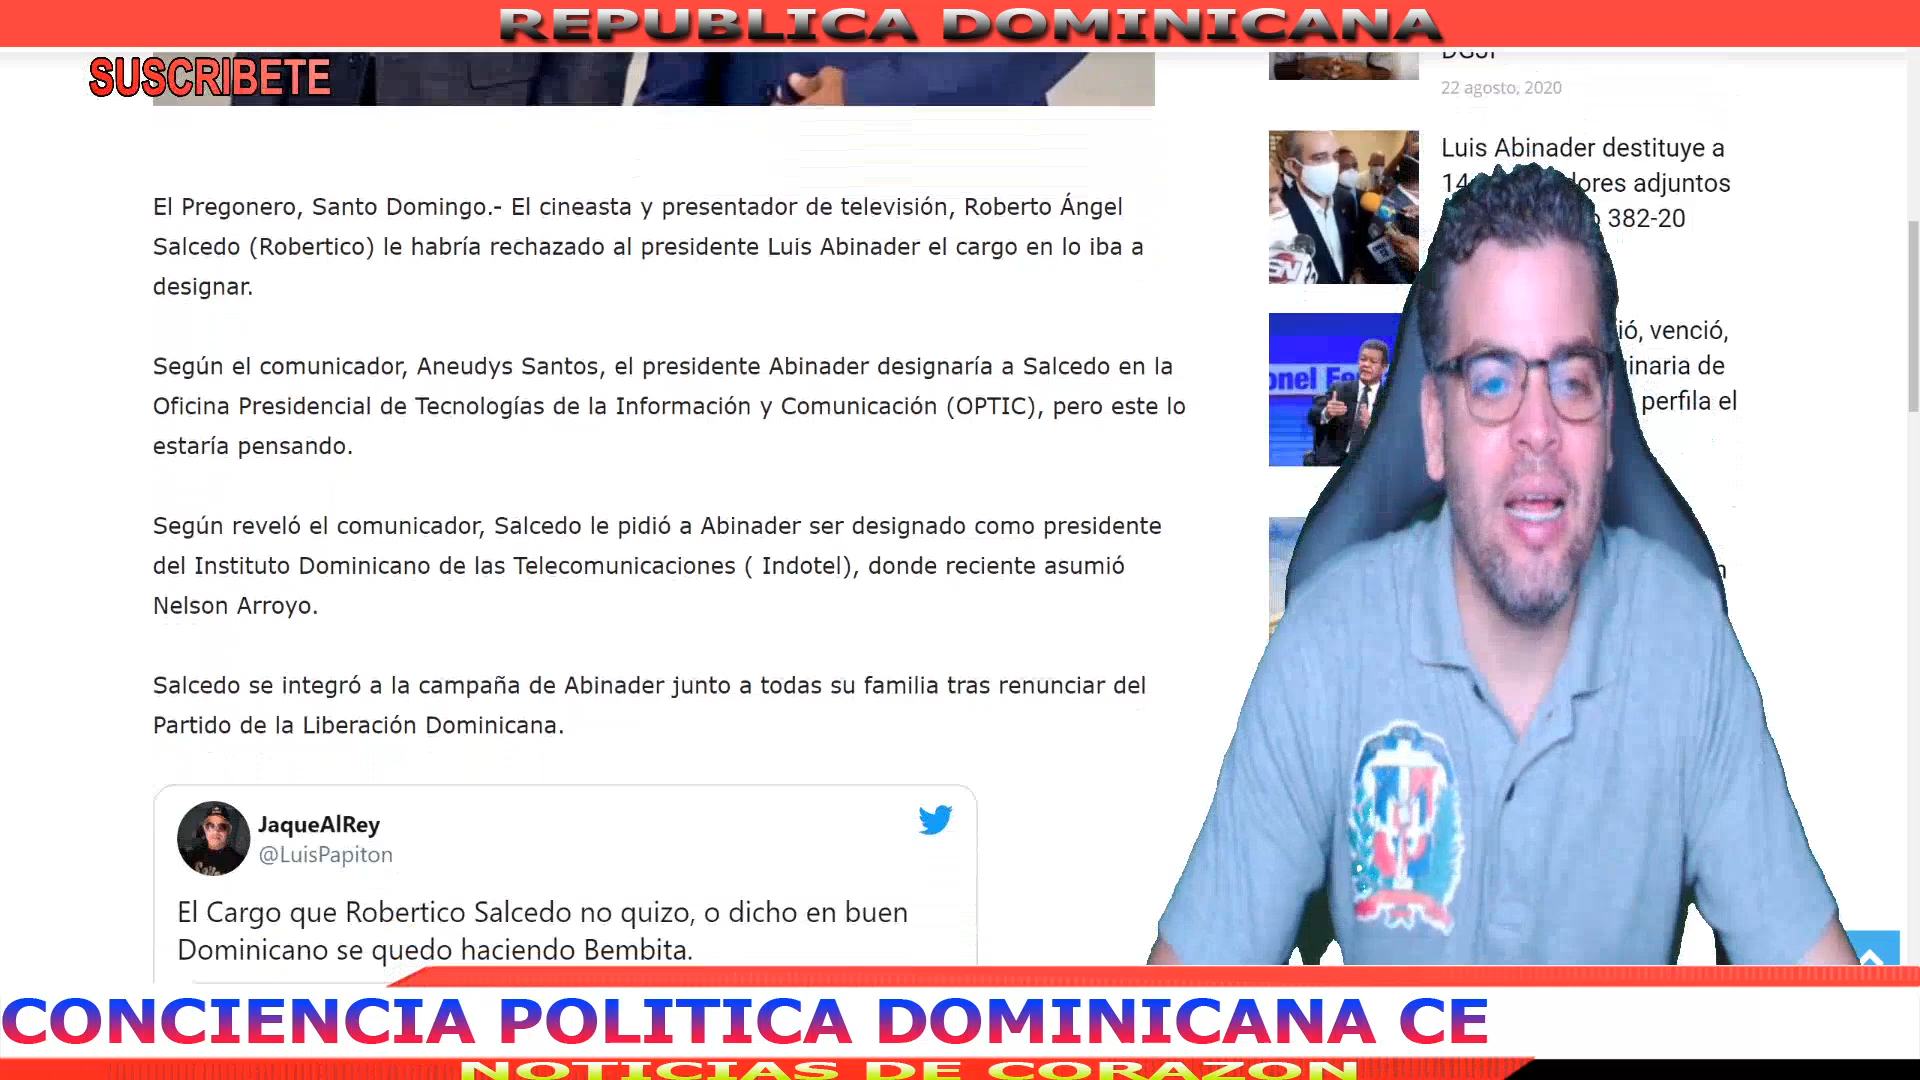 REPUBLICA DOMINICANA
SUSCRIBETE
El Pregonero, Santo Domingo.- El cineasta y presentador de televisión, Roberto Ángel
Salcedo (Robertico) le habría rechazado al presidente Luis Abinader el cargo en lo iba a
designar.
Según el comunicador, Aneudys Santos, el presidente Abinader designaría a Salcedo en la
Oficina Presidencial de Tecnologías de la Información y Comunicación (OPTIC), pero este lo
estaría pensando.
Según reveló el comunicador, Salcedo le pidió a Abinader ser designado como presidente
del Instituto Dominicano de las Telecomunicaciones ( Indotel), donde reciente asumió
Nelson Arroyo.
Salcedo se integró a la campaña de Abinader junto a todas su familia tras renunciar del
Partido de la Liberación Dominicana.
JaqueAlRey
@LuisPapiton
El Cargo que Robertico Salcedo no quizo, o dicho en buen
Dominicano se quedo haciendo Bembita.
22 agosto, 2020
Luis Abinader destituye a
14 adjuntos
382-20
venció,
de
perfila el
CONCIENCIA POLITICA DOMINICANA CE
NOTICIAS DE CORAZON